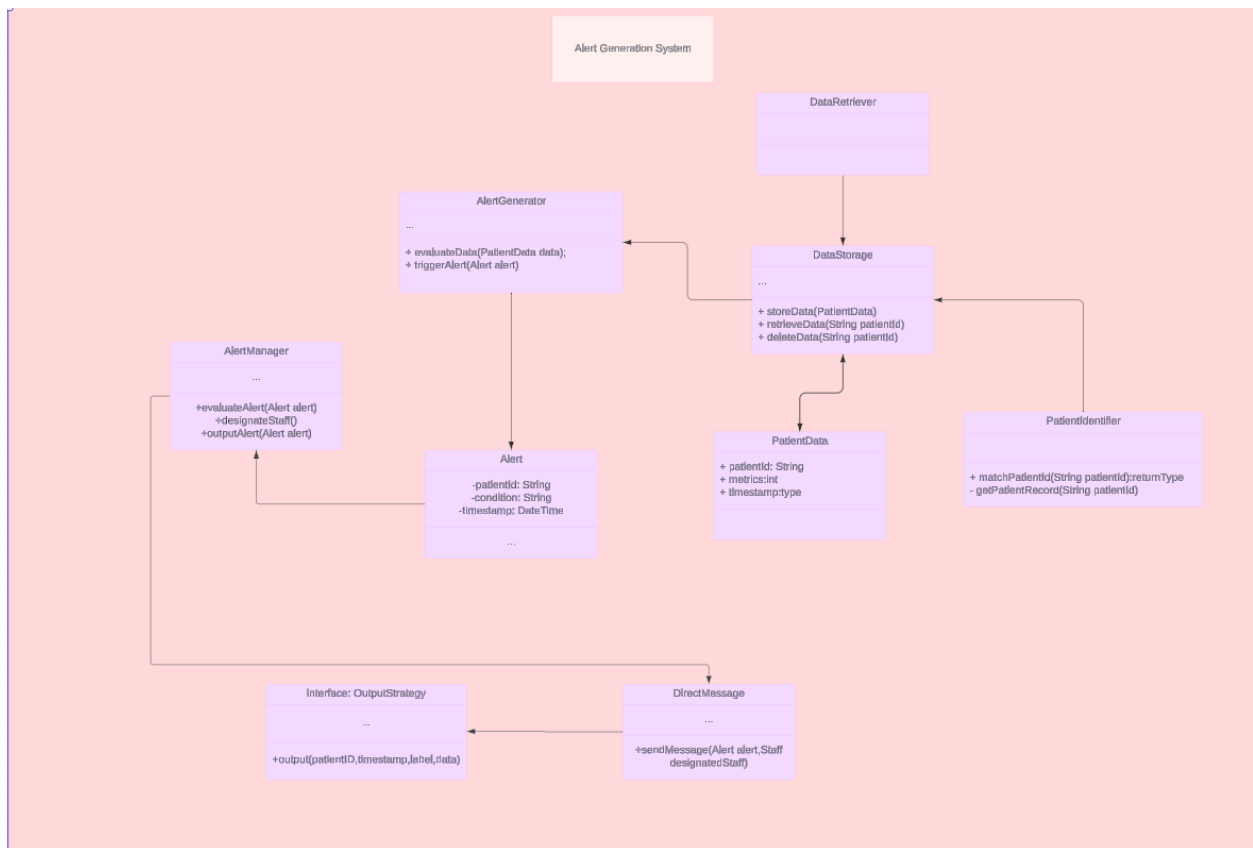 Alert Generation System
DataRetriever
AlertGenerator
...
+ evaluateData(PatientData data);
+ triggerAlert(Alert alert)
DataStorage
...
+ storeData(PatientData)
+ retrieveData(String patientId)
+ deleteData(String patientId)
AlertManager
...
+evaluateAlert(Alert alert)
+designateStaff()
+outputAlert(Alert alert)
Alert
-patientId: String
-condition: String
-timestamp: DateTime
...
PatientData
+ patientId: String
+ metrics:int
+ timestamp:type
PatientIdentifier
+ matchPatientId(String patientId):returnType
- getPatientRecord(String patientId)
Interface: OutputStrategy
...
+output(patientID,timestamp,label,data)
DirectMessage
...
+sendMessage(Alert alert,Staff
designatedStaff)